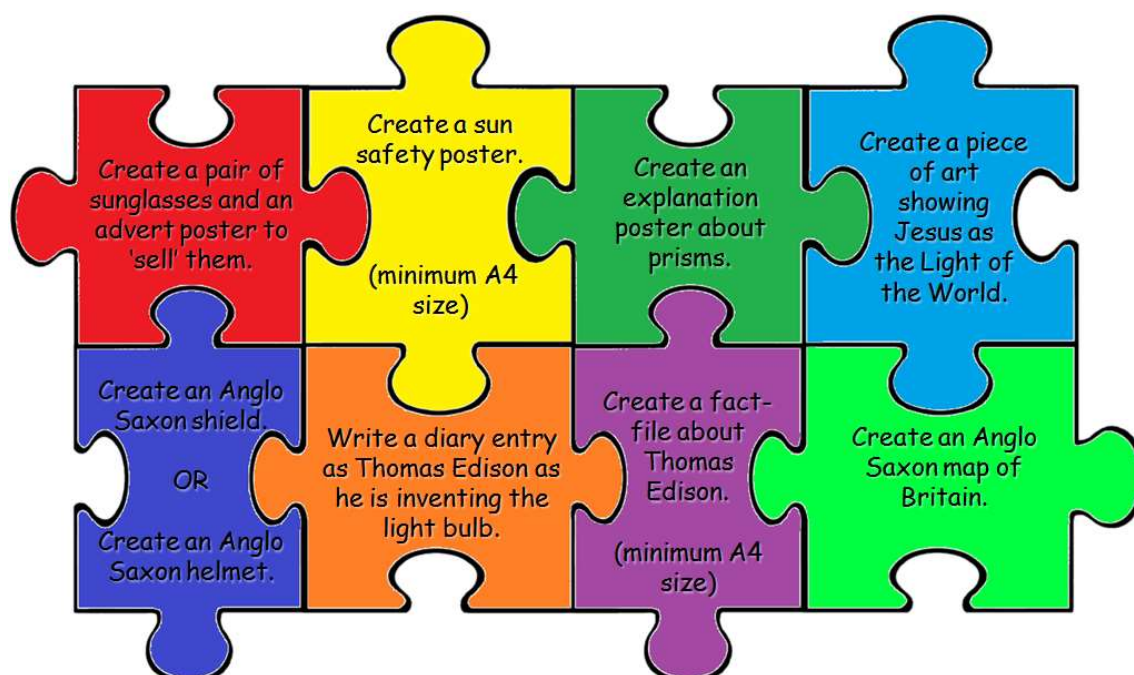 Create a pair of
sunglasses and an
advert poster to
‘sell’ them.
Create a sun
safety poster.
(minimum A4
size)
Create an
explanation
poster about
prisms.
Create a piece
of art
showing
Jesus as
the Light of
the World.
Create an Anglo
Saxon shield.
OR
Create an Anglo
Saxon helmet.
Write a diary entry
as Thomas Edison as
he is inventing the
light bulb.
Create a fact-
file about
Thomas
Edison.
(minimum A4
size)
Create an Anglo
Saxon map of
Britain.